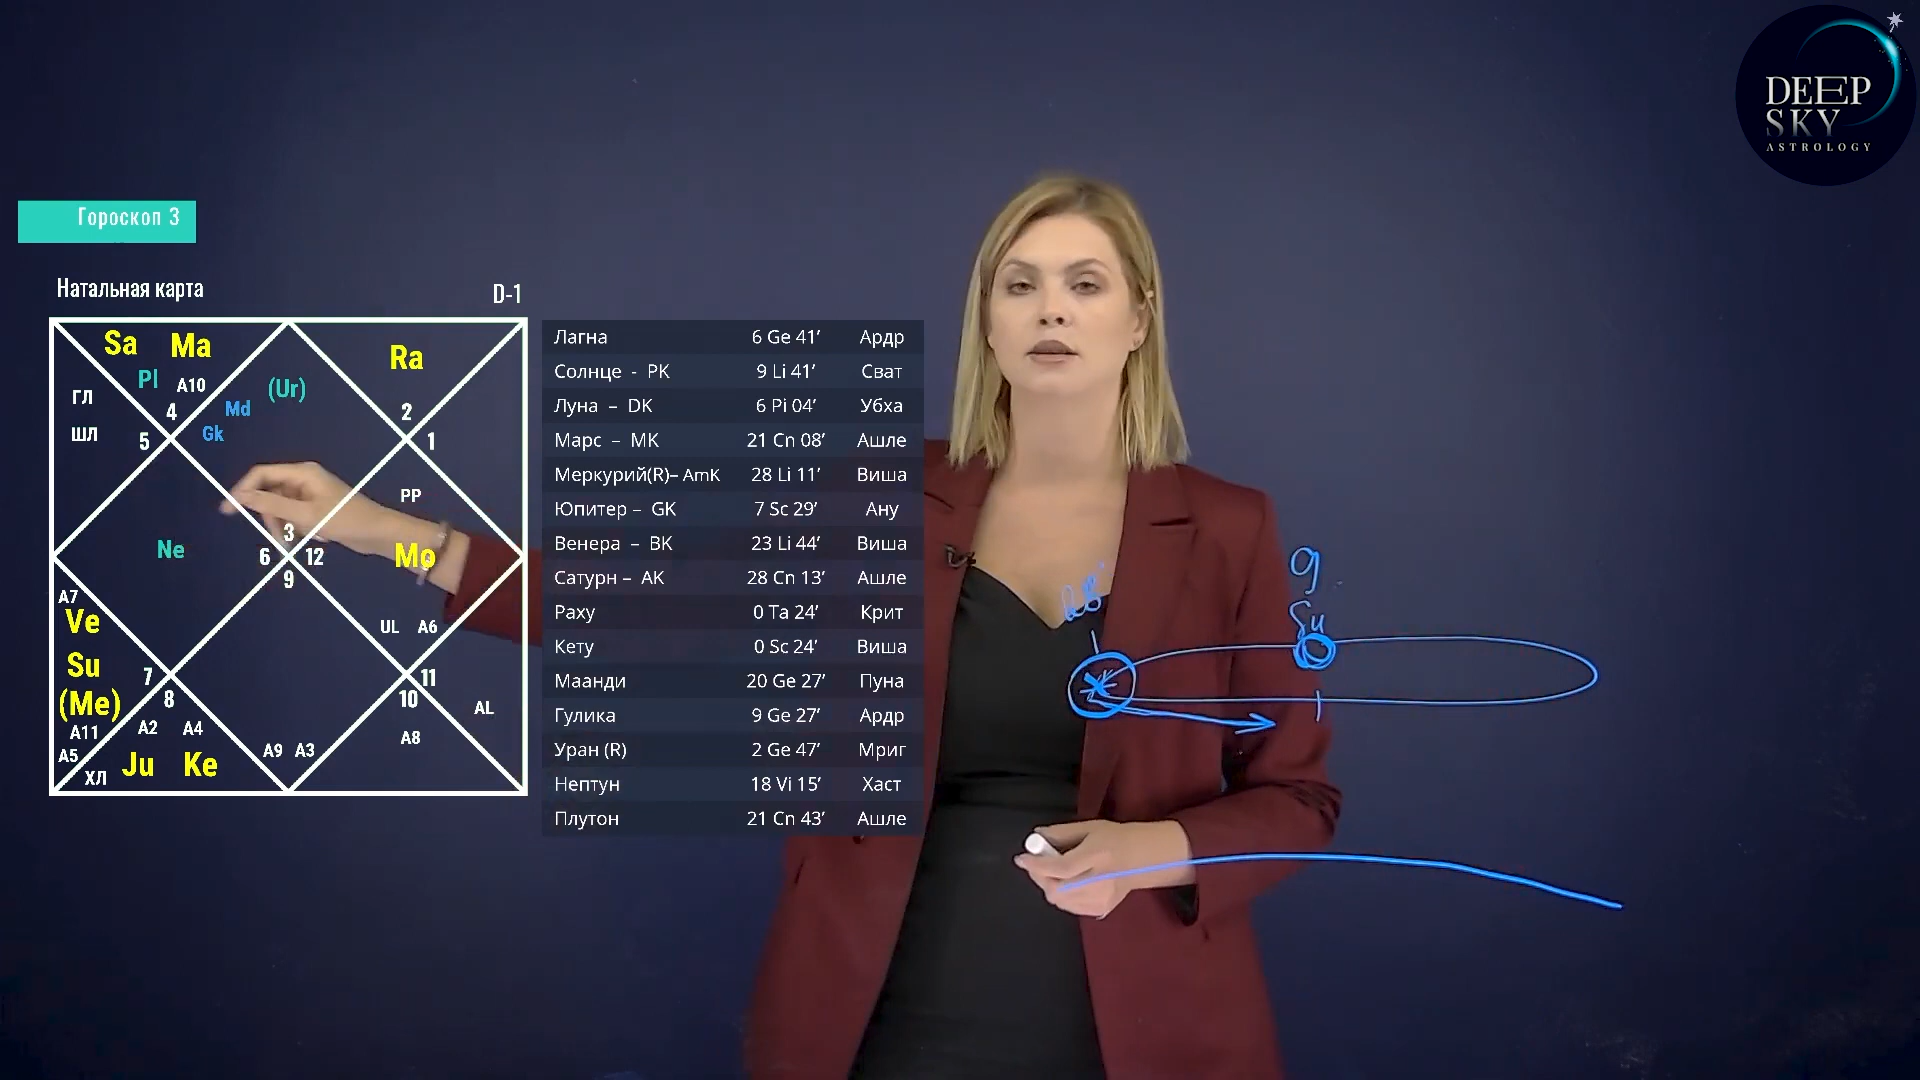 DEEP
SKY
ASTROLOGY
Гороскоп 3
Натальная карта
D-1
Sa Ma
Ra
Pl A10
(Ur)
ГЛ
Md
4
2
ШЛ
5
Gk
1
PP
3
Ne
6 12
Mo
9
A7
Ve
UL A6
Su
7
11
(Me)
8
10
AL
A11 A2 A4
A8
A5
ХЛ
Ju Ke
A9 A3
Лагна 6 Ge 41′ Ардр
Солнце - PK 9 Li 41′ Сват
Луна – DK 6 Pi 04′ Убха
Марс – MK 21 Cn 08′ Ашле
Меркурий(R)– AmK 28 Li 11′ Виша
Юпитер – GK 7 Sc 29′ Ану
Венера – BK 23 Li 44′ Виша
Сатурн – AK 28 Cn 13′ Ашле
Раху 0 Ta 24′ Крит
Кету 0 Sc 24′ Виша
Маанди 20 Ge 27′ Пуна
Гулика 9 Ge 27′ Ардр
Уран (R) 2 Ge 47′ Мриг
Нептун 18 Vi 15′ Хаст
Плутон 21 Cn 43′ Ашле
9
Su